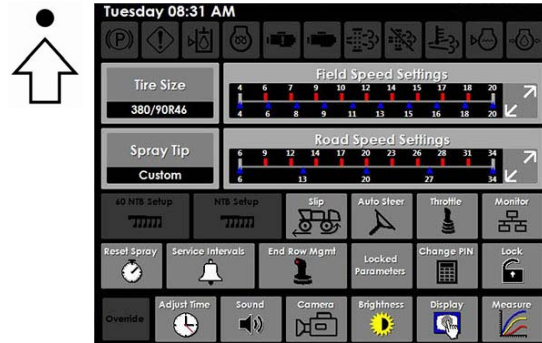 Tuesday 08:31 AM
(P)
Tire Size
380/90R46
Field Speed Settings
4 6 7 9 10 12 14 15 17 18 20
4 6 8 9 11 13 15 16 18 20
Spray Tip
Custom
Road Speed Settings
6 9 12 14 17 20 23 26 28 31 34
6 13 20 27 34
60 NTB Setup
NTB Setup
Slip
Auto Steer
Throttle
Monitor
Reset Spray
Service Intervals
End Row Mgmt
Locked
Parameters
Change PIN
Lock
Override
Adjust Time
Sound
Camera
Brightness
Display
Measure